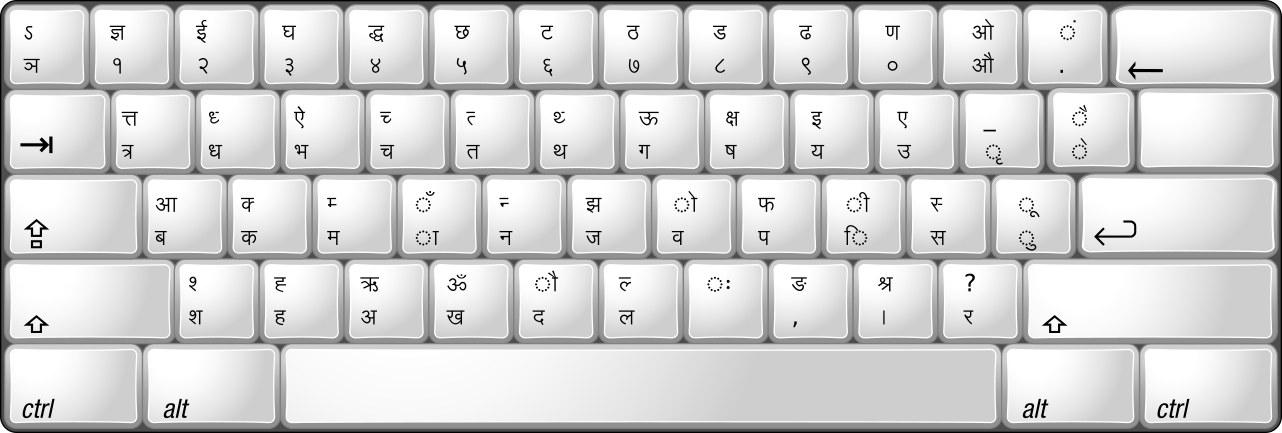 ऽ ज्ञ ई घ द्ध छ ट ठ ड ढ ण ओ ं
ञ १ २ ३ ४ ५ ६ ७ ८ ९ ० औ .
त्त ध्‍ ऐ च्‍ त्‍ थ्‍ ऊ क्ष इ ए _ ै
त्र ध भ च त थ ग ष य उ ृ े
आ क्‍ म्‍ ँ न्‍ झ ो फ ी स्‍ ू
ब क म ा न ज व प ि स ु
श्‍ ह्‍ ऋ ॐ ौ ल्‍ ः ङ श्र ?
श ह अ ख द ल , । र
ctrl alt alt ctrl